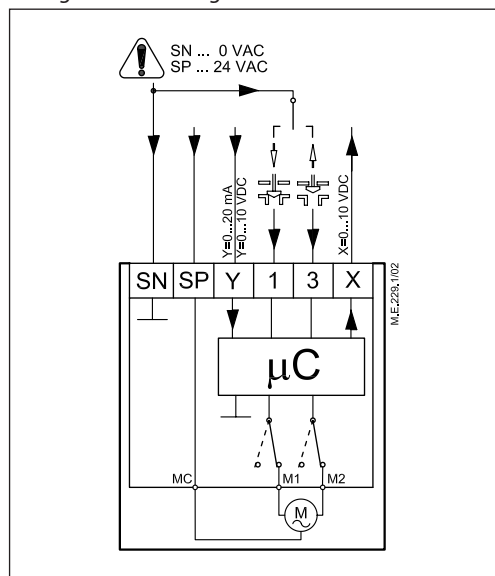 SN ... 0 VAC
SP ... 24 VAC
Y=0...20 mA
Y=0...10 VDC
X=0...10 VDC
SN SP Y 1 3 X
M.E.229.1/02
µC
MC M1 M2
M